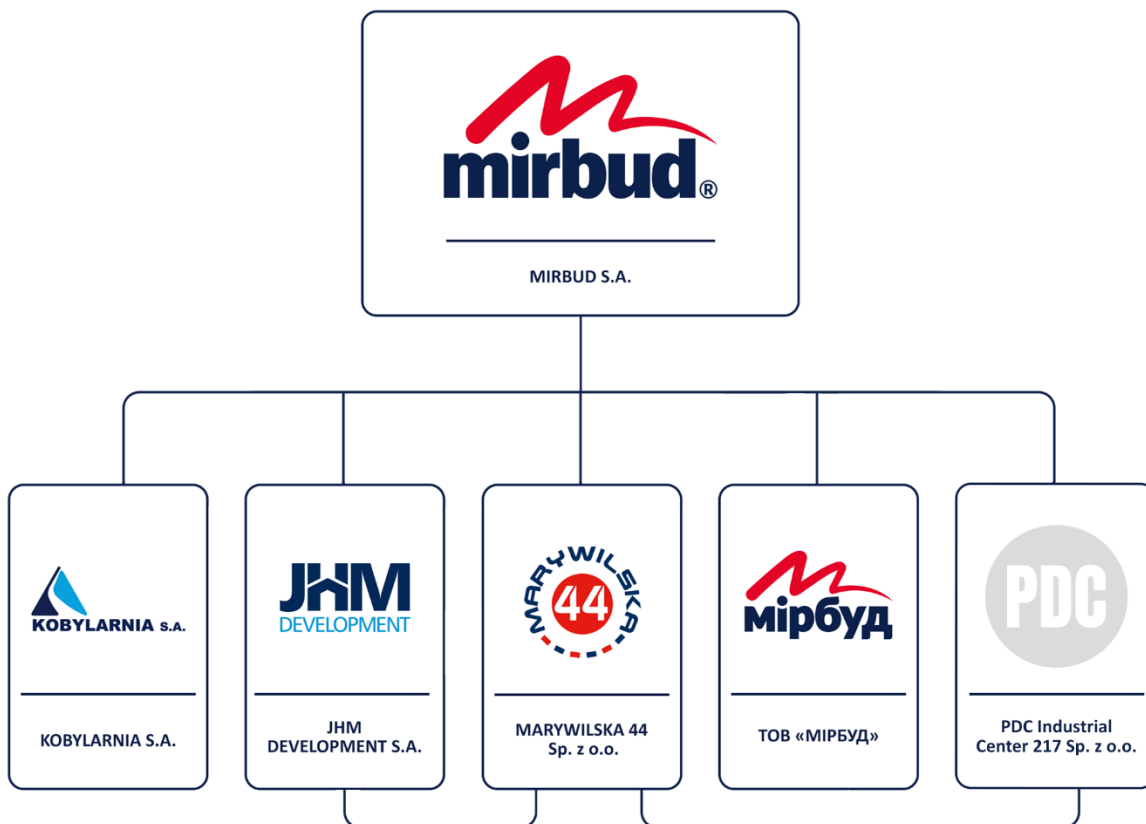 mirbud®
MIRBUD S.A.
KOBYLARNIA S.A.
KOBYLARNIA S.A.
JHM
DEVELOPMENT
JHM
DEVELOPMENT S.A.
MARYWILSKA
44
MARYWILSKA 44
Sp. z o.o.
мірбуд
ТОВ «МІРБУД»
PDC
PDC Industrial
Center 217 Sp. z o.o.